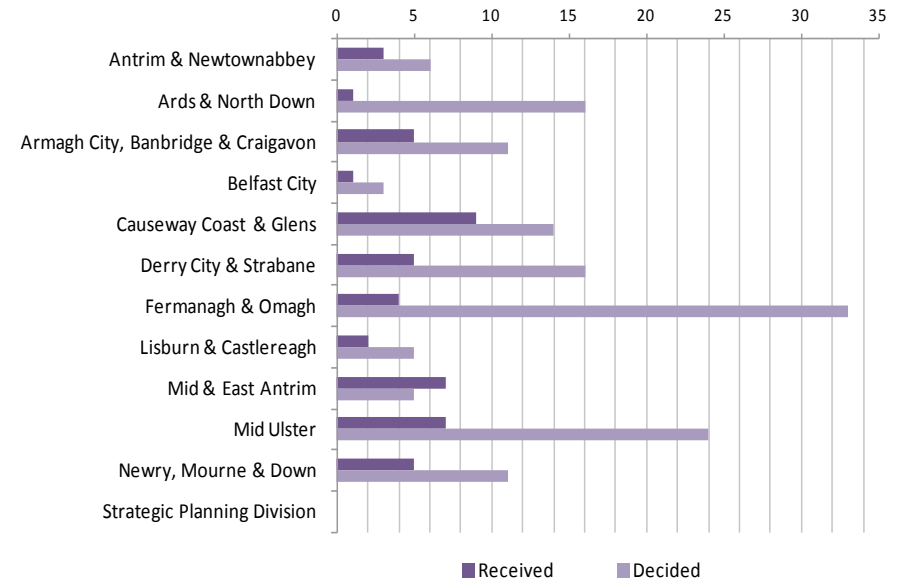 0 5 10 15 20 25 30 35
Antrim & Newtownabbey
Ards & North Down
Armagh City, Banbridge & Craigavon
Belfast City
Causeway Coast & Glens
Derry City & Strabane
Fermanagh & Omagh
Lisburn & Castlereagh
Mid & East Antrim
Mid Ulster
Newry, Mourne & Down
Strategic Planning Division
Received Decided